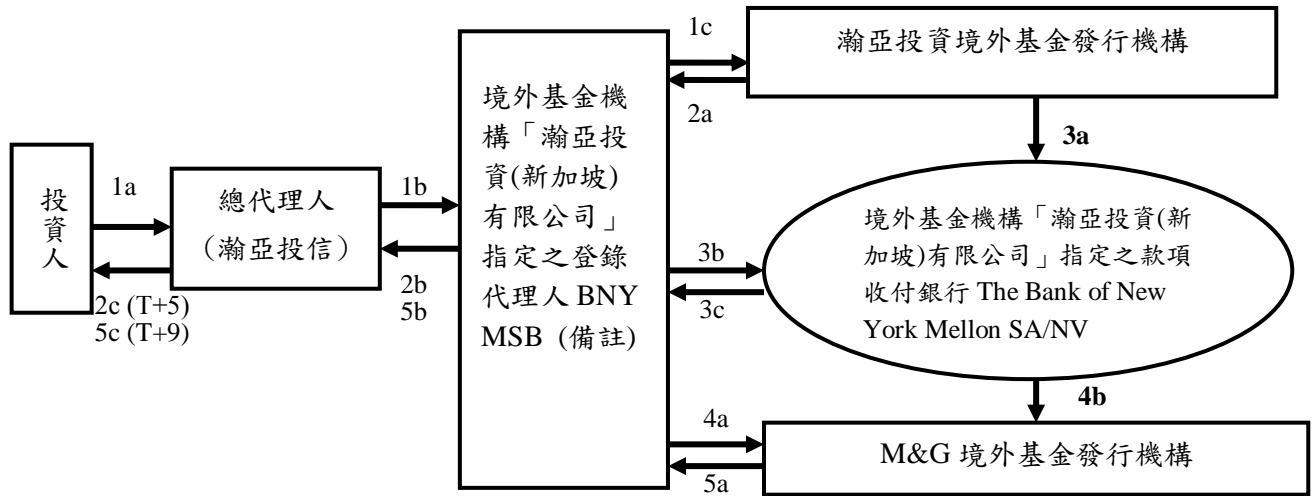 1c
瀚亞投資境外基金發行機構
2a
3a
投
資
人
1a
總代理人
（瀚亞投信）
1b
2b
5b
2c (T+5)
5c (T+9)
境外基金機
構「瀚亞投
資(新加坡)
有限公司」
指定之登錄
代理人 BNY
MSB (備註)
3b
3c
境外基金機構「瀚亞投資(新
加坡)有限公司」指定之款項
收付銀行 The Bank of New
York Mellon SA/NV
4b
4a
5a
M&G 境外基金發行機構